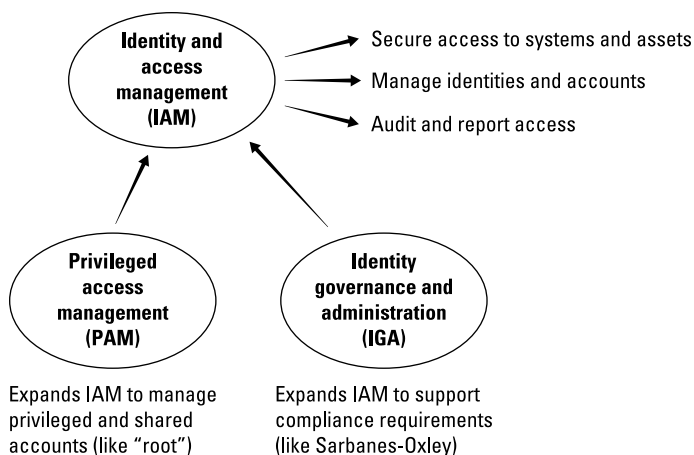 Identity and
access
management
(IAM)
Secure access to systems and assets
Manage identities and accounts
Audit and report access
Privileged
access
management
(PAM)
Identity
governance and
administration
(IGA)
Expands IAM to manage
privileged and shared
accounts (like “root”)
Expands IAM to support
compliance requirements
(like Sarbanes-Oxley)